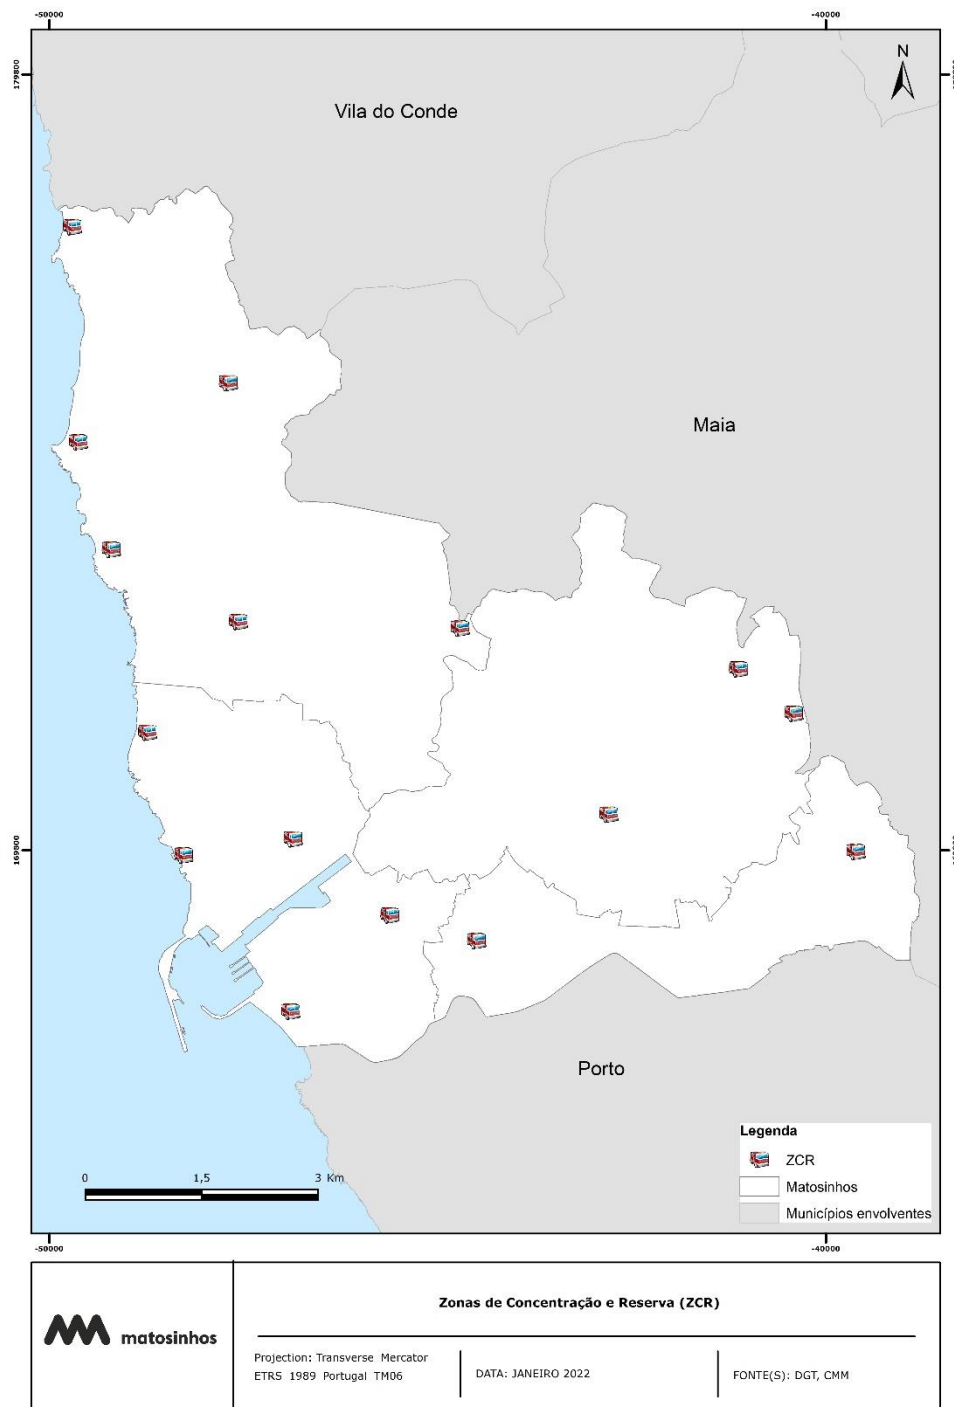 -50000
-40000
179800
N
Vila do Conde
Maia
169800
Porto
Legenda
ZCR
Matosinhos
Municípios envolventes
0 1,5 3 Km
-50000
-40000
matosinhos
Zonas de Concentração e Reserva (ZCR)
Projection: Transverse Mercator
ETRS 1989 Portugal TM06
DATA: JANEIRO 2022
FONTE(S): DGT, CMM